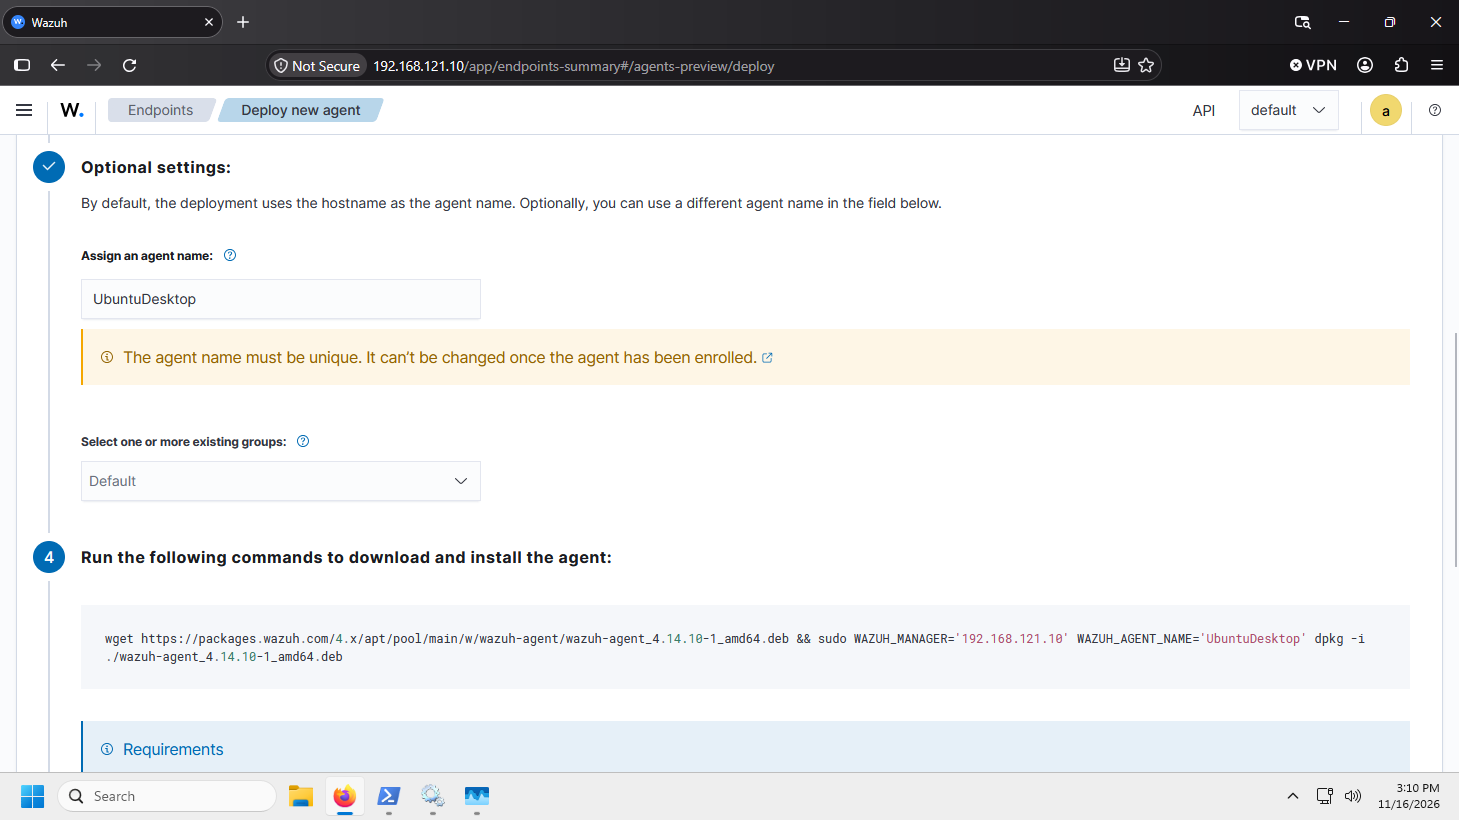 Wazuh
Not Secure 192.168.121.10/app/endpoints-summary#/agents-preview/deploy
VPN
W. Endpoints Deploy new agent API default a
Optional settings:
By default, the deployment uses the hostname as the agent name. Optionally, you can use a different agent name in the field below.
Assign an agent name:
UbuntuDesktop
The agent name must be unique. It can’t be changed once the agent has been enrolled.
Select one or more existing groups:
Default
4 Run the following commands to download and install the agent:
wget https://packages.wazuh.com/4.x/apt/pool/main/w/wazuh-agent/wazuh-agent_4.14.10-1_amd64.deb && sudo WAZUH_MANAGER='192.168.121.10' WAZUH_AGENT_NAME='UbuntuDesktop' dpkg -i
./wazuh-agent_4.14.10-1_amd64.deb
Requirements
Search
3:10 PM
11/16/2026